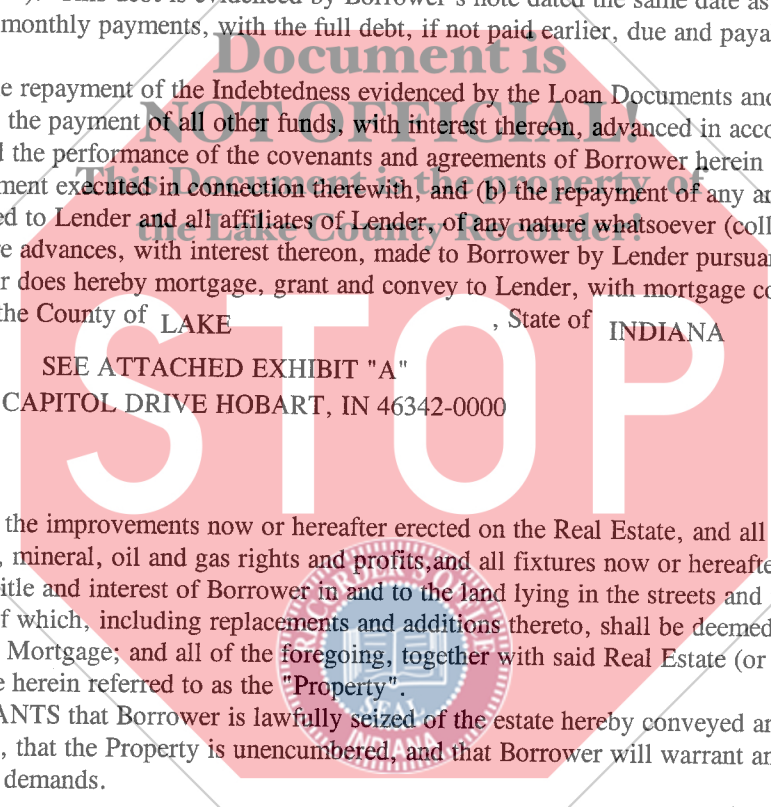 ). This debt is evidenced by Borrower's note dated the same date as
monthly payments, with the full debt, if not paid earlier, due and paya
Document is
e repayment of the Indebtedness evidenced by the Loan Documents and
NOT OFFICIAL!
the payment of all other funds, with interest thereon, advanced in acco
l the performance of the covenants and agreements of Borrower herein
This Document is the property of
ment executed in connection therewith, and (b) the repayment of any an
ed to Lender and all affiliates of Lender, of any nature whatsoever (coll
the Lake County Recorder!
e advances, with interest thereon, made to Borrower by Lender pursuan
r does hereby mortgage, grant and convey to Lender, with mortgage co
the County of LAKE , State of INDIANA
SEE ATTACHED EXHIBIT "A"
CAPITOL DRIVE HOBART, IN 46342-0000
STOP
the improvements now or hereafter erected on the Real Estate, and all
, mineral, oil and gas rights and profits,and all fixtures now or hereafte
itle and interest of Borrower in and to the land lying in the streets and
f which, including replacements and additions thereto, shall be deemed
Mortgage; and all of the foregoing, together with said Real Estate (or
e herein referred to as the "Property".
ANTS that Borrower is lawfully seized of the estate hereby conveyed an
, that the Property is unencumbered, and that Borrower will warrant an
demands.
RECORDER'S OFFICE
SEAL
INDIANA